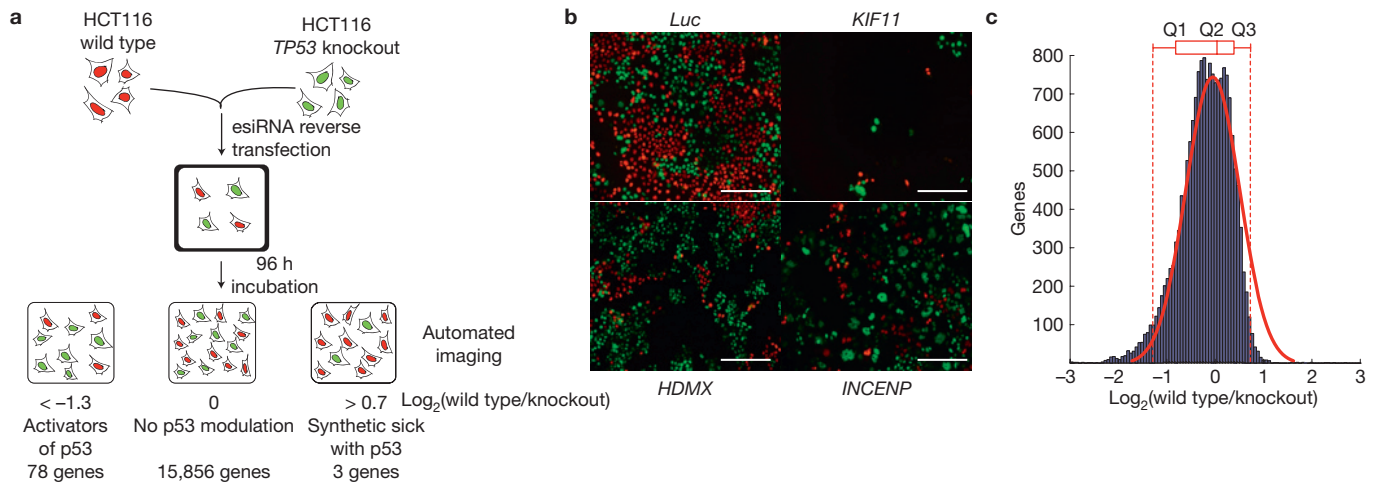 a
HCT116
wild type
HCT116
TP53 knockout
esiRNA reverse
transfection
96 h
incubation
Automated
imaging
< –1.3
0
> 0.7
Log2(wild type/knockout)
Activators
of p53
No p53 modulation
Synthetic sick
with p53
78 genes
15,856 genes
3 genes
b
Luc
KIF11
HDMX
INCENP
c
Q1
Q2
Q3
800
700
600
500
400
300
200
100
Genes
–3
–2
–1
0
1
2
3
Log2(wild type/knockout)